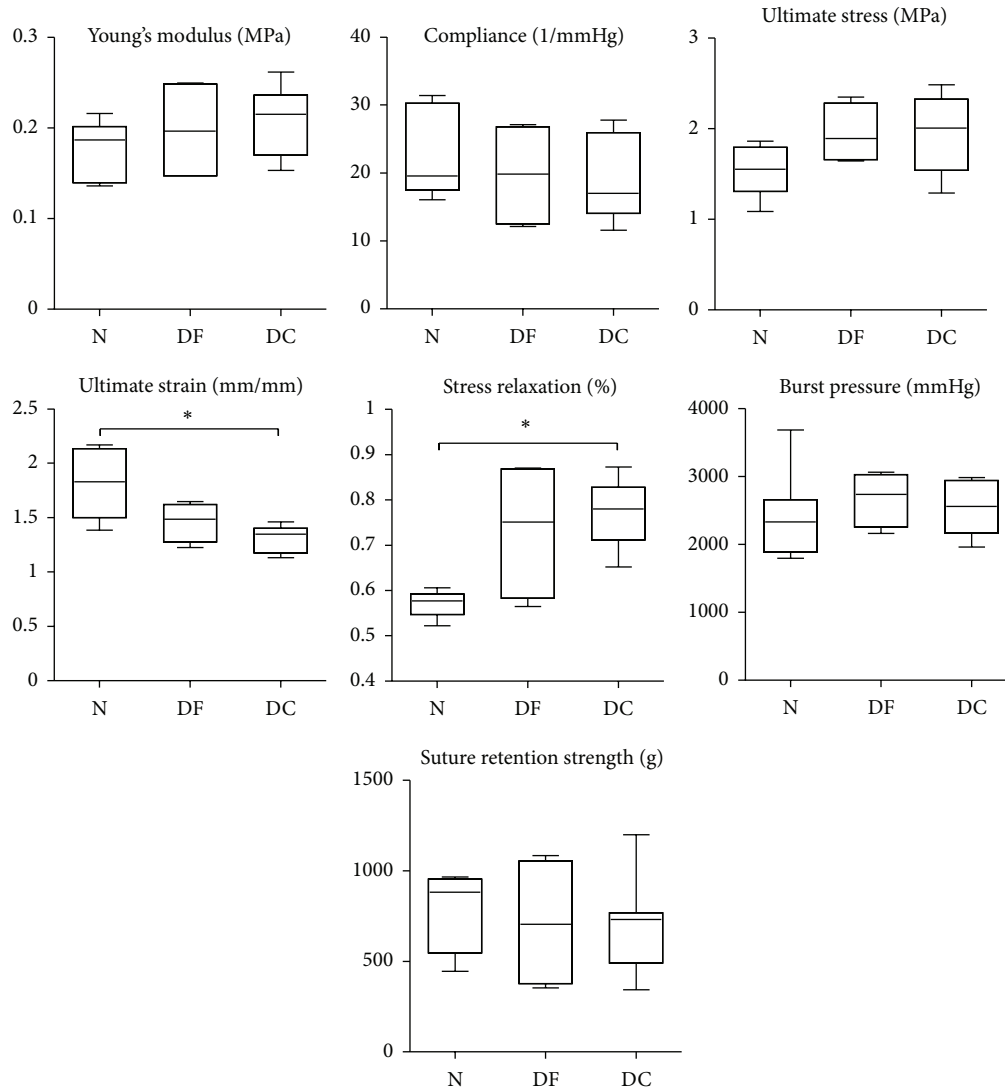 Young's modulus (MPa)
0.3
0.2
0.1
0
N DF DC
Compliance (1/mmHg)
40
30
20
10
0
N DF DC
Ultimate stress (MPa)
3
2
1
0
N DF DC
Ultimate strain (mm/mm)
2.5
2
1.5
1
0.5
0
*
N DF DC
Stress relaxation (%)
1
0.9
0.8
0.7
0.6
0.5
0.4
*
N DF DC
Burst pressure (mmHg)
4000
3000
2000
1000
0
N DF DC
Suture retention strength (g)
1500
1000
500
0
N DF DC